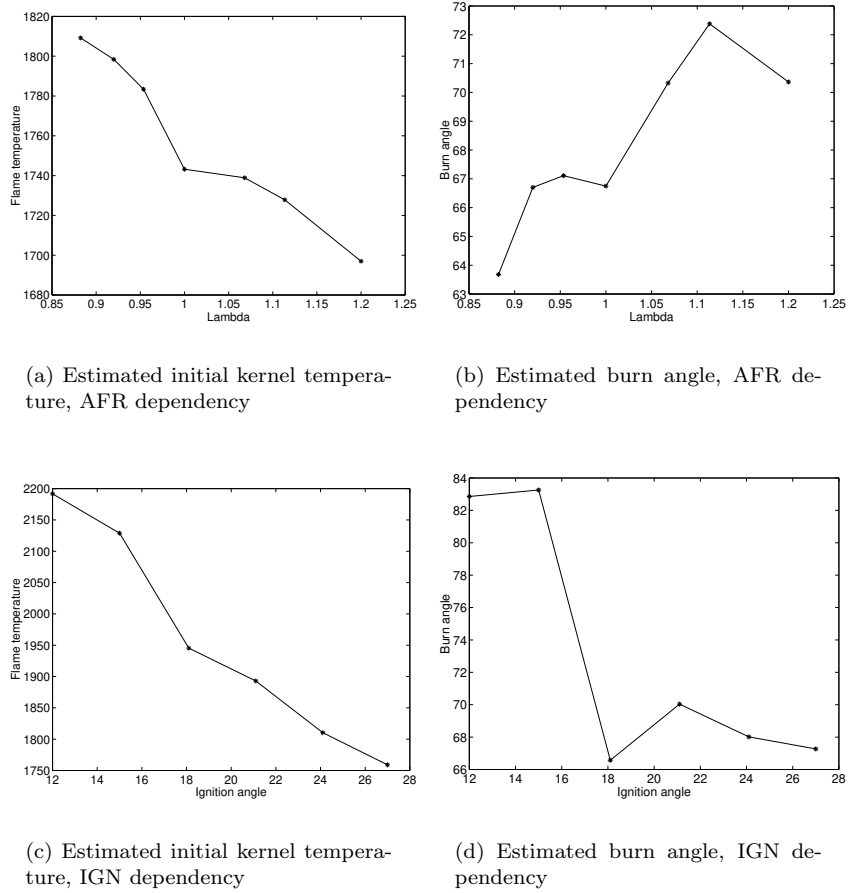 1820
1800
1780
1760
1740
1720
1700
1680
Flame temperature
0.85 0.9 0.95 1 1.05 1.1 1.15 1.2 1.25
Lambda
73
72
71
70
69
68
67
66
65
64
63
Burn angle
0.85 0.9 0.95 1 1.05 1.1 1.15 1.2 1.25
Lambda
(a) Estimated initial kernel tempera-
ture, AFR dependency
(b) Estimated burn angle, AFR de-
pendency
2200
2150
2100
2050
2000
1950
1900
1850
1800
1750
Flame temperature
12 14 16 18 20 22 24 26 28
Ignition angle
84
82
80
78
76
74
72
70
68
66
Burn angle
12 14 16 18 20 22 24 26 28
Ignition angle
(c) Estimated initial kernel tempera-
ture, IGN dependency
(d) Estimated burn angle, IGN de-
pendency